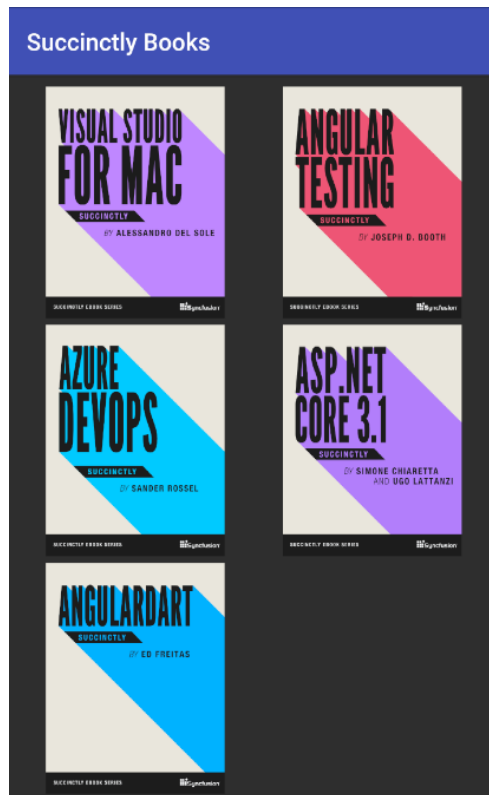 Succinctly Books
VISUAL STUDIO
FOR MAC
SUCCINCTLY
BY ALESSANDRO DEL SOLE
SUCCINCTLY EBOOK SERIES
Syncfusion
ANGULAR
TESTING
SUCCINCTLY
BY JOSEPH D. BOOTH
SUCCINCTLY EBOOK SERIES
Syncfusion
AZURE
DEVOPS
SUCCINCTLY
BY SANDER ROSSEL
SUCCINCTLY EBOOK SERIES
Syncfusion
ASP.NET
CORE 3.1
SUCCINCTLY
BY SIMONE CHIARETTA
AND UGO LATTANZI
SUCCINCTLY EBOOK SERIES
Syncfusion
ANGULARDART
SUCCINCTLY
BY ED FREITAS
SUCCINCTLY EBOOK SERIES
Syncfusion